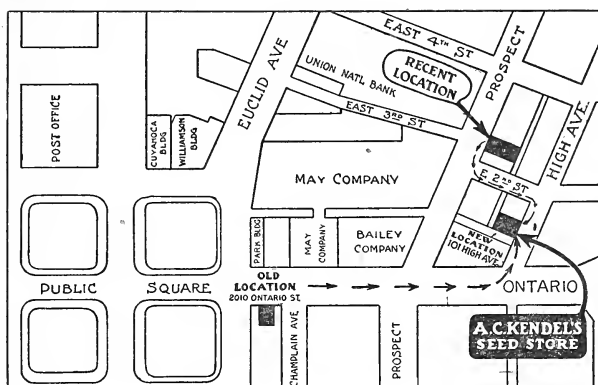 EAST 4TH ST
PROSPECT
RECENT
LOCATION
EUCLID AVE
UNION NATL BANK
EAST 3RD ST
HIGH AVE.
POST OFFICE
CUYAHOGA
BLDG
WILLIAMSON
BLDG
MAY COMPANY
E. 2ND ST
PARK BLDG
MAY
COMPANY
BAILEY
COMPANY
NEW
LOCATION
101 HIGH AVE.
OLD
LOCATION
2010 ONTARIO ST.
PUBLIC SQUARE
ONTARIO
CHAMPLAIN AVE
PROSPECT
A.C. KENDEL'S
SEED STORE